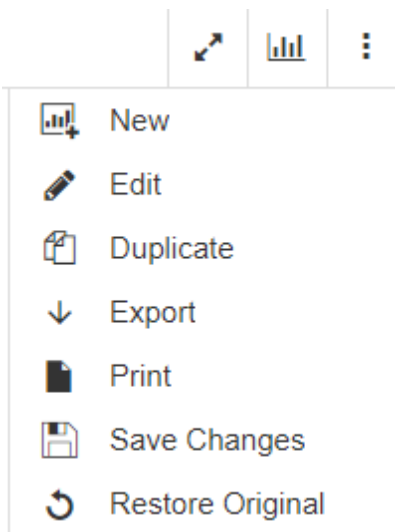 New
Edit
Duplicate
Export
Print
Save Changes
Restore Original